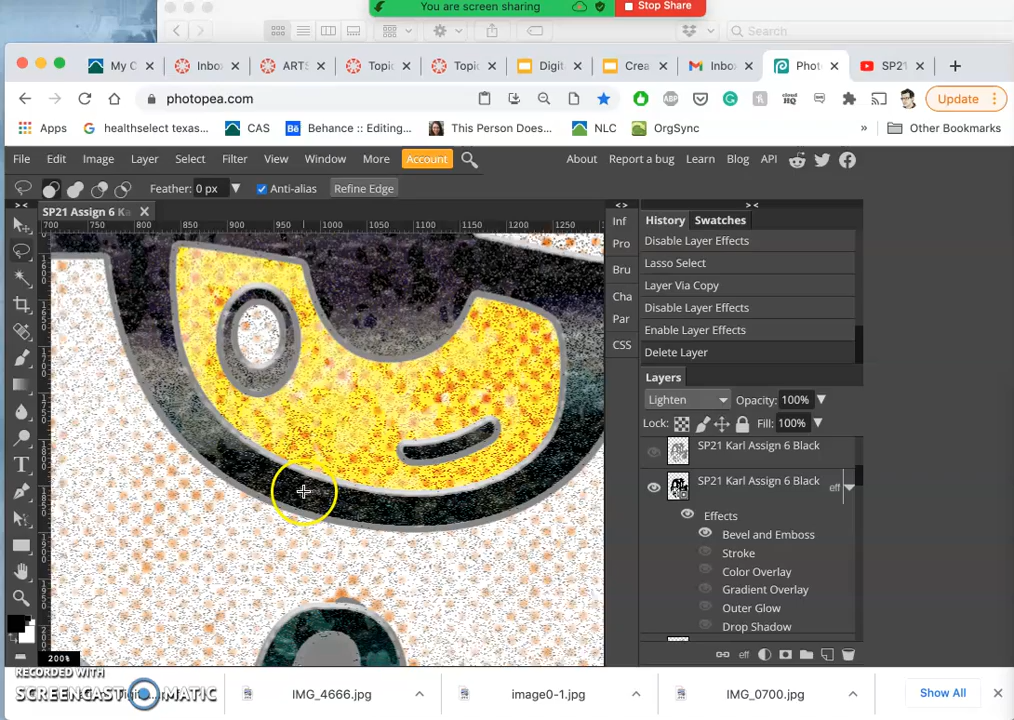 You are screen sharing
Stop Share
Search
My C
Inbo
ARTS
Topic
Topic
Digit
Crea
Inbo
Phot
SP21
photopea.com
Update
Apps
healthselect texas...
CAS
Behance :: Editing...
This Person Does...
NLC
OrgSync
»
Other Bookmarks
File Edit Image Layer Select Filter View Window More Account
About Report a bug Learn Blog API
Feather: 0 px
Anti-alias
Refine Edge
SP21 Assign 6 Ka
700 750 800 850 900 950 1000 1050 1100 1150 1200 1250
Inf
Pro
Bru
Cha
Par
CSS
History Swatches
Disable Layer Effects
Lasso Select
Layer Via Copy
Disable Layer Effects
Enable Layer Effects
Delete Layer
Layers
Lighten Opacity: 100%
Lock: Fill: 100%
SP21 Karl Assign 6 Black
SP21 Karl Assign 6 Black
eff
Effects
Bevel and Emboss
Stroke
Color Overlay
Gradient Overlay
Outer Glow
Drop Shadow
eff
200%
RECORDED WITH
SCREENCAST MATIC
IMG_4666.jpg
image0-1.jpg
IMG_0700.jpg
Show All